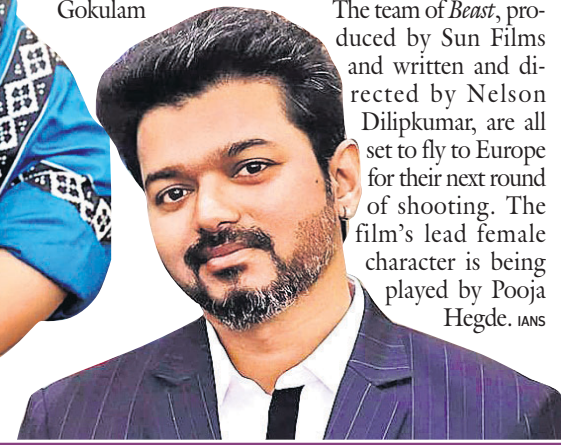 Gokulam
The team of Beast, pro-
duced by Sun Films
and written and di-
rected by Nelson
Dilipkumar, are all
set to fly to Europe
for their next round
of shooting. The
film's lead female
character is being
played by Pooja
Hegde. IANS